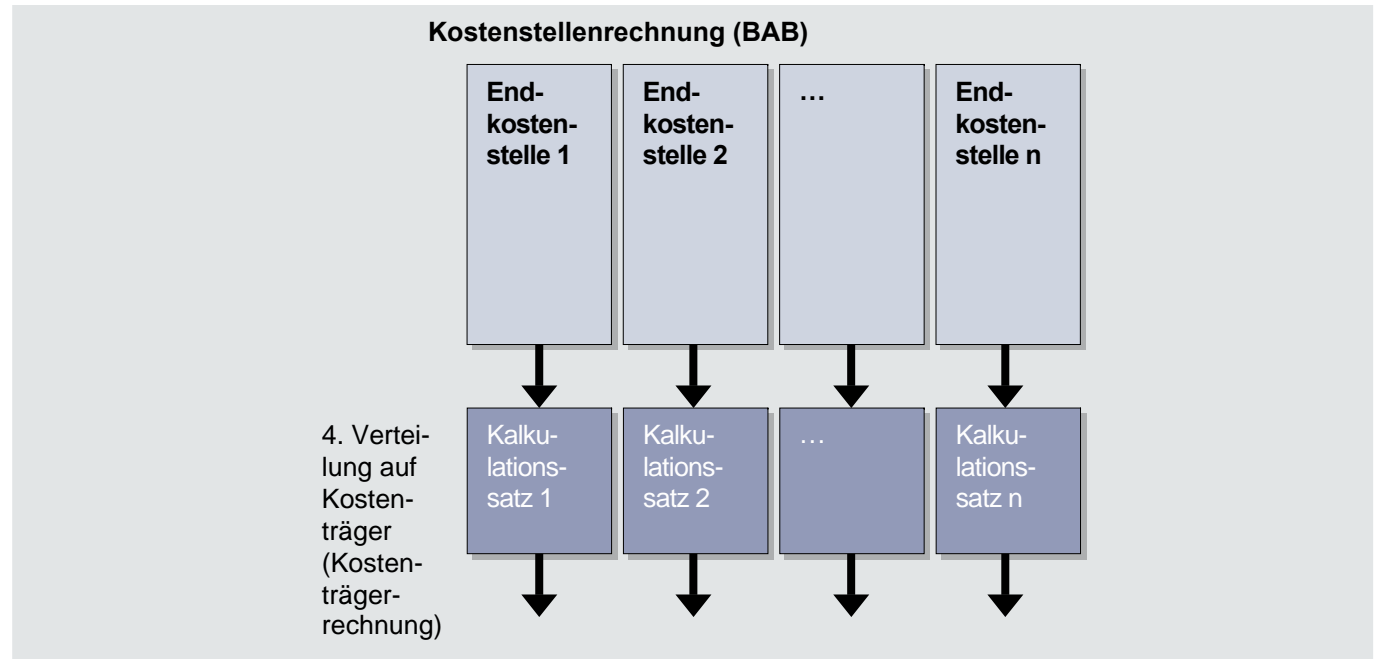 Kostenstellenrechnung (BAB)
End-
kosten-
stelle 1
End-
kosten-
stelle 2
…
End-
kosten-
stelle n
4. Vertei-
lung auf
Kosten-
träger
(Kosten-
träger-
rechnung)
Kalku-
lations-
satz 1
Kalku-
lations-
satz 2
…
Kalku-
lations-
satz n